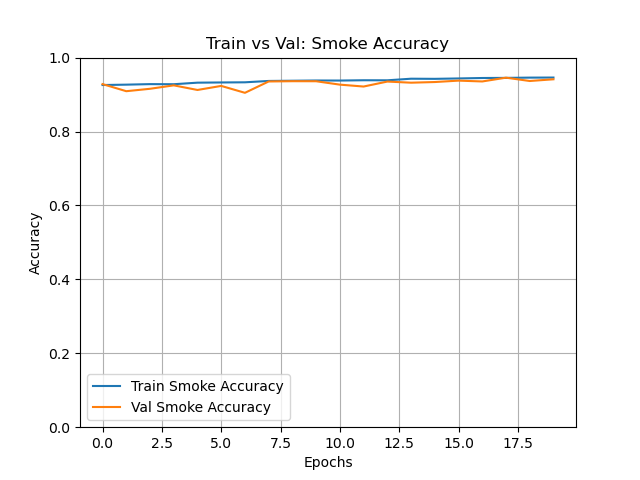 Train vs Val: Smoke Accuracy
1.0
0.8
0.6
0.4
0.2
0.0
Accuracy
Train Smoke Accuracy
Val Smoke Accuracy
0.0 2.5 5.0 7.5 10.0 12.5 15.0 17.5
Epochs